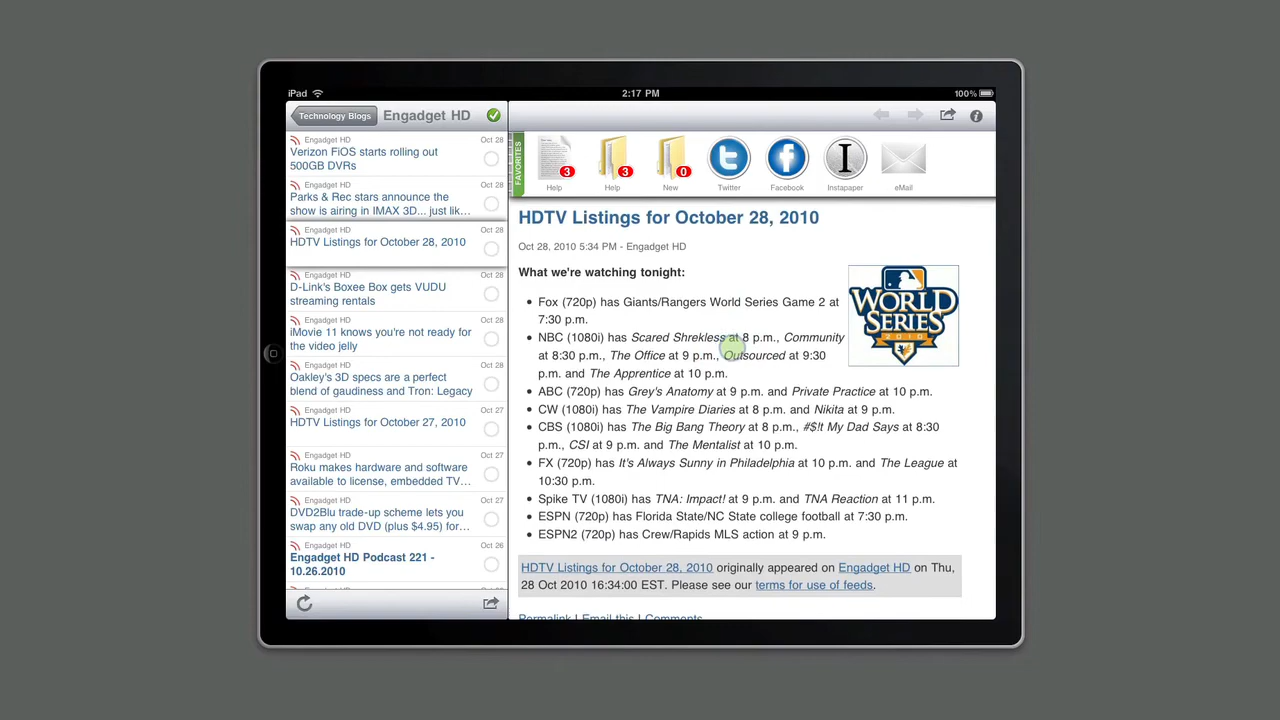 iPad
2:17 PM
100%
Technology Blogs
Engadget HD
Engadget HD
Oct 28
Verizon FiOS starts rolling out
500GB DVRs
Engadget HD
Oct 28
Parks & Rec stars announce the
show is airing in IMAX 3D... just lik...
Engadget HD
Oct 28
HDTV Listings for October 28, 2010
Engadget HD
Oct 28
D-Link's Boxee Box gets VUDU
streaming rentals
Engadget HD
Oct 28
iMovie 11 knows you're not ready for
the video jelly
Engadget HD
Oct 28
Oakley's 3D specs are a perfect
blend of gaudiness and Tron: Legacy
Engadget HD
Oct 27
HDTV Listings for October 27, 2010
Engadget HD
Oct 27
Roku makes hardware and software
available to license, embedded TV...
Engadget HD
Oct 27
DVD2Blu trade-up scheme lets you
swap any old DVD (plus $4.95) for...
Engadget HD
Oct 26
Engadget HD Podcast 221 -
10.26.2010
FAVORITES
3
3
0
Help
Help
New
Twitter
Facebook
Instapaper
eMail
HDTV Listings for October 28, 2010
Oct 28, 2010 5:34 PM - Engadget HD
What we're watching tonight:
WORLD
SERIES
2010
• Fox (720p) has Giants/Rangers World Series Game 2 at
7:30 p.m.
• NBC (1080i) has Scared Shrekless at 8 p.m., Community
at 8:30 p.m., The Office at 9 p.m., Outsourced at 9:30
p.m. and The Apprentice at 10 p.m.
• ABC (720p) has Grey's Anatomy at 9 p.m. and Private Practice at 10 p.m.
• CW (1080i) has The Vampire Diaries at 8 p.m. and Nikita at 9 p.m.
• CBS (1080i) has The Big Bang Theory at 8 p.m., #$!t My Dad Says at 8:30
p.m., CSI at 9 p.m. and The Mentalist at 10 p.m.
• FX (720p) has It's Always Sunny in Philadelphia at 10 p.m. and The League at
10:30 p.m.
• Spike TV (1080i) has TNA: Impact! at 9 p.m. and TNA Reaction at 11 p.m.
• ESPN (720p) has Florida State/NC State college football at 7:30 p.m.
• ESPN2 (720p) has Crew/Rapids MLS action at 9 p.m.
HDTV Listings for October 28, 2010 originally appeared on Engadget HD on Thu,
28 Oct 2010 16:34:00 EST. Please see our terms for use of feeds.
Permalink | Email this | Comments